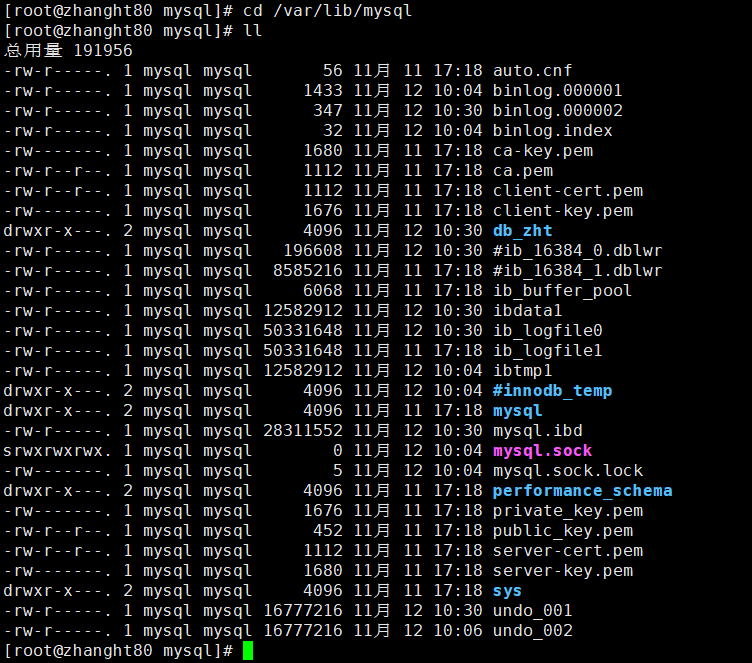 [root@zhanght80 mysql]# cd /var/lib/mysql
[root@zhanght80 mysql]# ll
总用量 191956
-rw-r-----. 1 mysql mysql       56 11月 11 17:18 auto.cnf
-rw-r-----. 1 mysql mysql     1433 11月 12 10:04 binlog.000001
-rw-r-----. 1 mysql mysql      347 11月 12 10:30 binlog.000002
-rw-r-----. 1 mysql mysql       32 11月 12 10:04 binlog.index
-rw-------. 1 mysql mysql     1680 11月 11 17:18 ca-key.pem
-rw-r--r--. 1 mysql mysql     1112 11月 11 17:18 ca.pem
-rw-r--r--. 1 mysql mysql     1112 11月 11 17:18 client-cert.pem
-rw-------. 1 mysql mysql     1676 11月 11 17:18 client-key.pem
drwxr-x---. 2 mysql mysql     4096 11月 12 10:30 db_zht
-rw-r-----. 1 mysql mysql   196608 11月 12 10:30 #ib_16384_0.dblwr
-rw-r-----. 1 mysql mysql  8585216 11月 11 17:18 #ib_16384_1.dblwr
-rw-r-----. 1 mysql mysql     6068 11月 11 17:18 ib_buffer_pool
-rw-r-----. 1 mysql mysql 12582912 11月 12 10:30 ibdata1
-rw-r-----. 1 mysql mysql 50331648 11月 12 10:30 ib_logfile0
-rw-r-----. 1 mysql mysql 50331648 11月 11 17:18 ib_logfile1
-rw-r-----. 1 mysql mysql 12582912 11月 12 10:04 ibtmp1
drwxr-x---. 2 mysql mysql     4096 11月 12 10:04 #innodb_temp
drwxr-x---. 2 mysql mysql     4096 11月 11 17:18 mysql
-rw-r-----. 1 mysql mysql 28311552 11月 12 10:30 mysql.ibd
srwxrwxrwx. 1 mysql mysql        0 11月 12 10:04 mysql.sock
-rw-------. 1 mysql mysql        5 11月 12 10:04 mysql.sock.lock
drwxr-x---. 2 mysql mysql     4096 11月 11 17:18 performance_schema
-rw-------. 1 mysql mysql     1676 11月 11 17:18 private_key.pem
-rw-r--r--. 1 mysql mysql      452 11月 11 17:18 public_key.pem
-rw-r--r--. 1 mysql mysql     1112 11月 11 17:18 server-cert.pem
-rw-------. 1 mysql mysql     1680 11月 11 17:18 server-key.pem
drwxr-x---. 2 mysql mysql     4096 11月 11 17:18 sys
-rw-r-----. 1 mysql mysql 16777216 11月 12 10:30 undo_001
-rw-r-----. 1 mysql mysql 16777216 11月 12 10:06 undo_002
[root@zhanght80 mysql]#